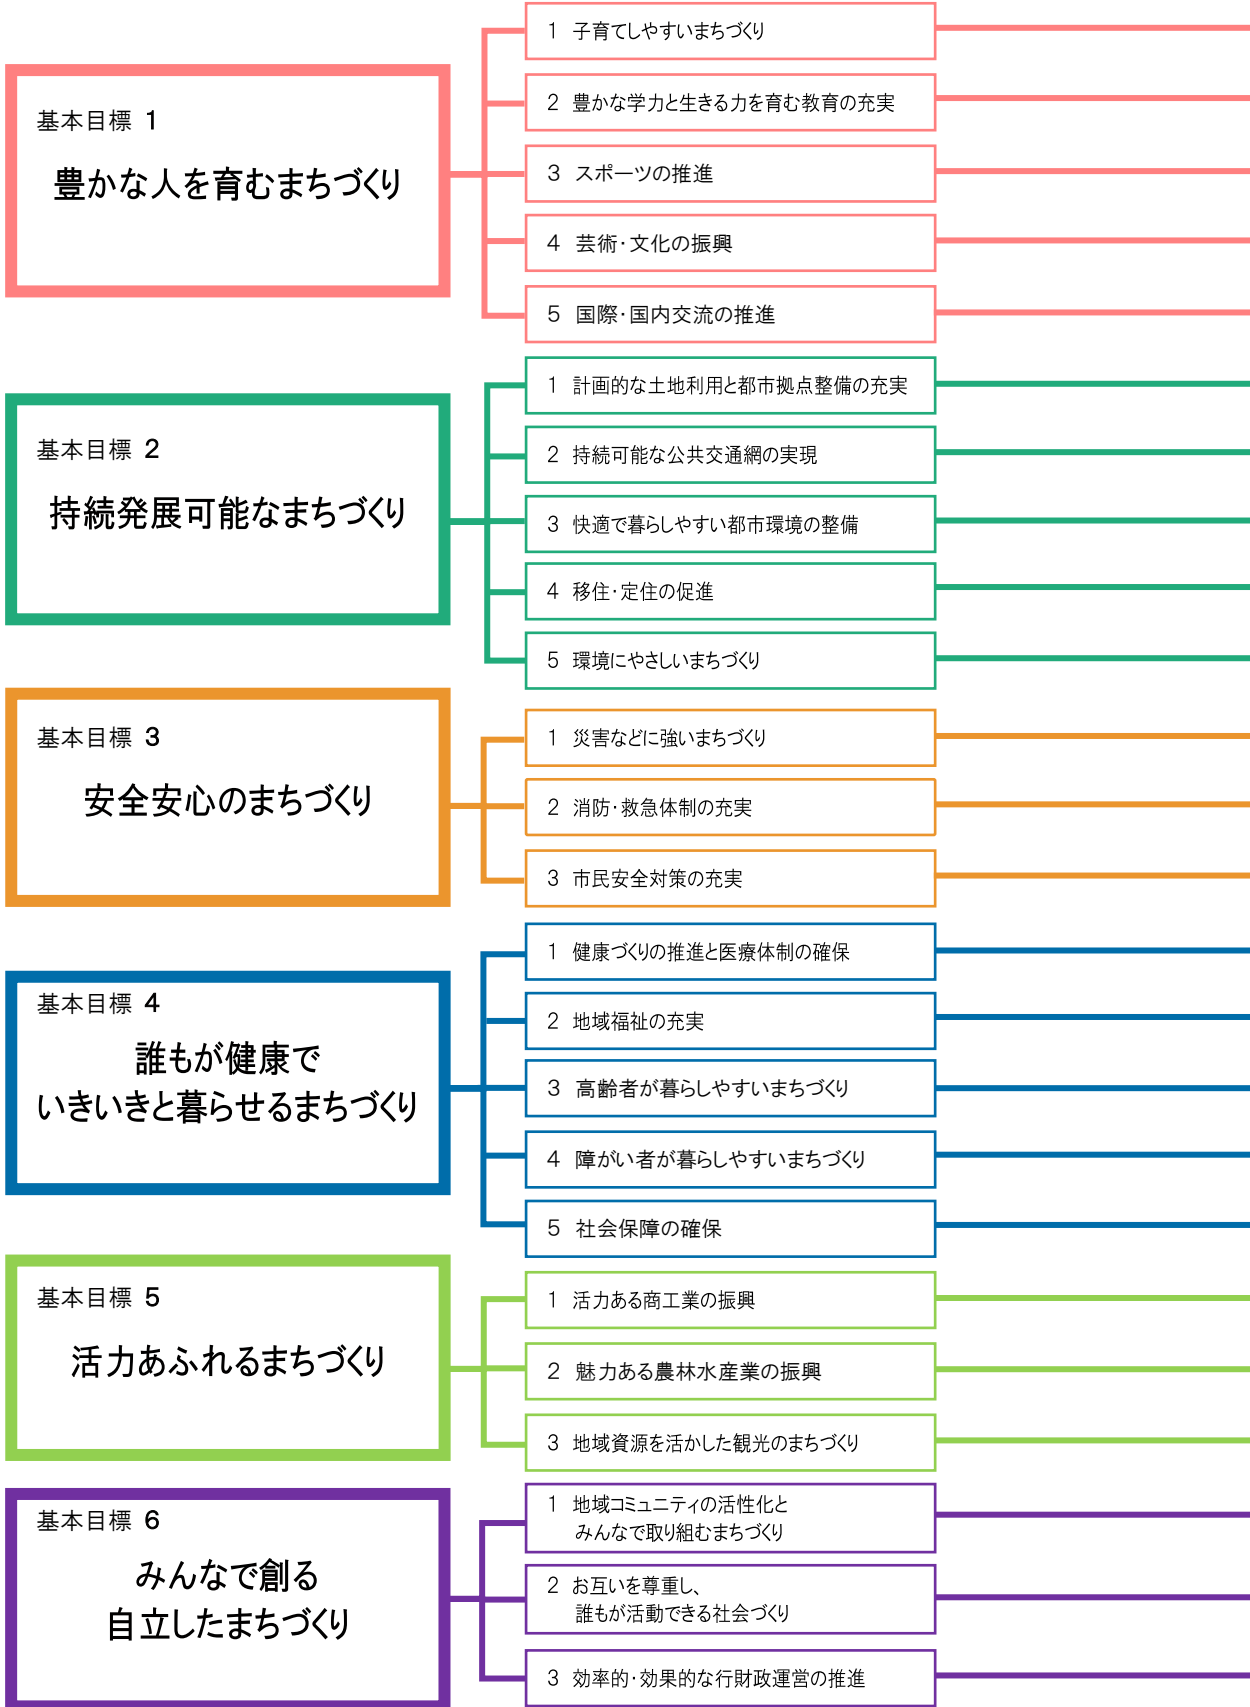 基本目標 1
豊かな人を育むまちづくり
1 子育てしやすいまちづくり
2 豊かな学力と生きる力を育む教育の充実
3 スポーツの推進
4 芸術・文化の振興
5 国際・国内交流の推進
基本目標 2
持続発展可能なまちづくり
1 計画的な土地利用と都市拠点整備の充実
2 持続可能な公共交通網の実現
3 快適で暮らしやすい都市環境の整備
4 移住・定住の促進
5 環境にやさしいまちづくり
基本目標 3
安全安心のまちづくり
1 災害などに強いまちづくり
2 消防・救急体制の充実
3 市民安全対策の充実
基本目標 4
誰もが健康で
いきいきと暮らせるまちづくり
1 健康づくりの推進と医療体制の確保
2 地域福祉の充実
3 高齢者が暮らしやすいまちづくり
4 障がい者が暮らしやすいまちづくり
5 社会保障の確保
基本目標 5
活力あふれるまちづくり
1 活力ある商工業の振興
2 魅力ある農林水産業の振興
3 地域資源を活かした観光のまちづくり
基本目標 6
みんなで創る
自立したまちづくり
1 地域コミュニティの活性化と
みんなで取り組むまちづくり
2 お互いを尊重し、
誰もが活動できる社会づくり
3 効率的・効果的な行財政運営の推進